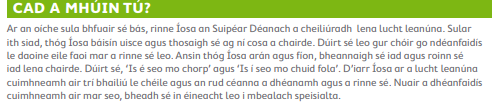 CAD A MHÚIN TÚ?
Ar an oíche sula bhfuair sé bás, rinne Íosa an Suipéar Déanach a cheiliúradh lena lucht leanúna. Sular
ith siad, thóg Íosa báisín uisce agus thosaigh sé ag ní cosa a chairde. Dúirt sé leo gur chóir go ndéanfaidís
le daoine eile faoi mar a rinne sé leo. Ansin thóg Íosa arán agus fíon, bheannaigh sé iad agus roinn sé
iad lena chairde. Dúirt sé, 'Is é seo mo chorp' agus 'Is í seo mo chuid fola'. D'iarr Íosa ar a lucht leanúna
cuimhneamh air trí bhailiú le chéile agus an rud céanna a dhéanamh agus a rinne sé. Nuair a dhéanfaidís
cuimhneamh air mar seo, bheadh sé in éineacht leo i mbealach speisialta.